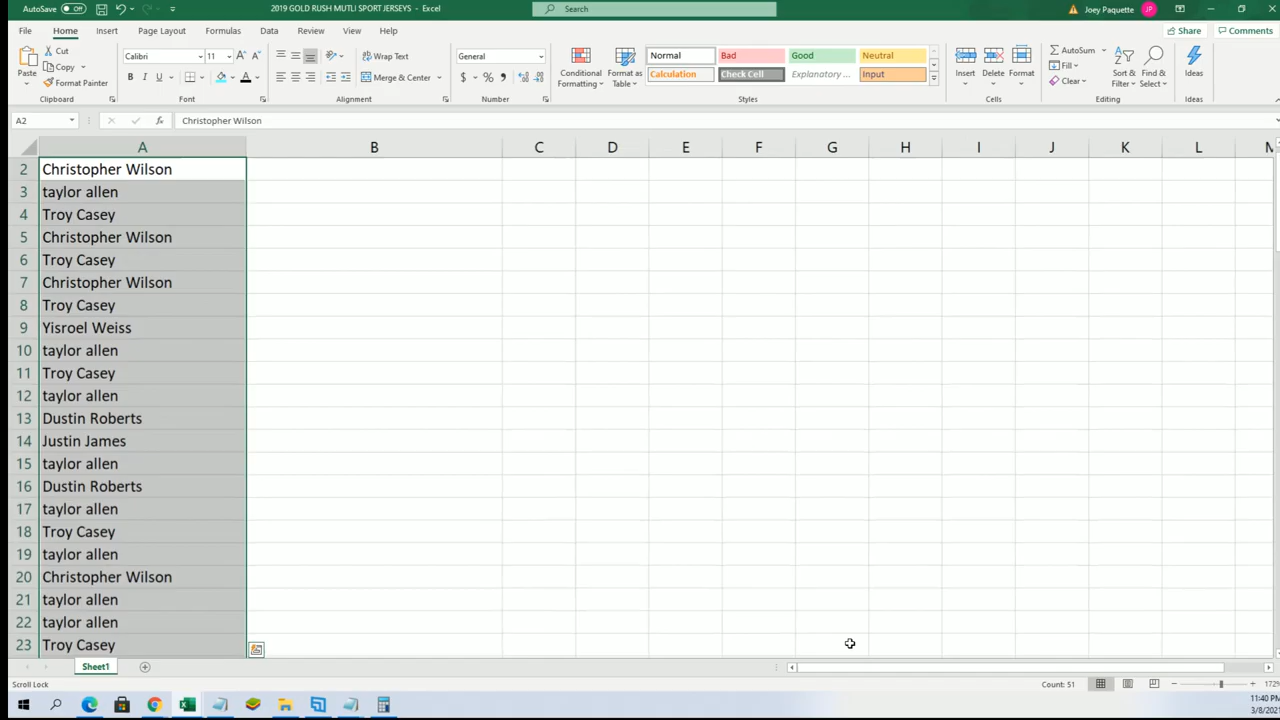 AutoSave Off 2019 GOLD RUSH MUTLI SPORT JERSEYS - Excel Search Joey Paquette JP
File Home Insert Page Layout Formulas Data Review View Help Share Comments
Paste Cut Copy Format Painter Clipboard
Calibri 11 A A B I U A Font
Wrap Text Merge & Center Alignment
General $ % Number
Conditional Formatting Format as Table Normal Bad Good Neutral Calculation Check Cell Explanatory ... Input Styles
Insert Delete Format Cells
AutoSum Fill Clear Sort & Filter Find & Select Editing
Ideas Ideas
A2 fx Christopher Wilson
A B C D E F G H I J K L
2 Christopher Wilson
3 taylor allen
4 Troy Casey
5 Christopher Wilson
6 Troy Casey
7 Christopher Wilson
8 Troy Casey
9 Yisroel Weiss
10 taylor allen
11 Troy Casey
12 taylor allen
13 Dustin Roberts
14 Justin James
15 taylor allen
16 Dustin Roberts
17 taylor allen
18 Troy Casey
19 taylor allen
20 Christopher Wilson
21 taylor allen
22 taylor allen
23 Troy Casey
Sheet1
Scroll Lock Count: 51 172%
11:40 PM